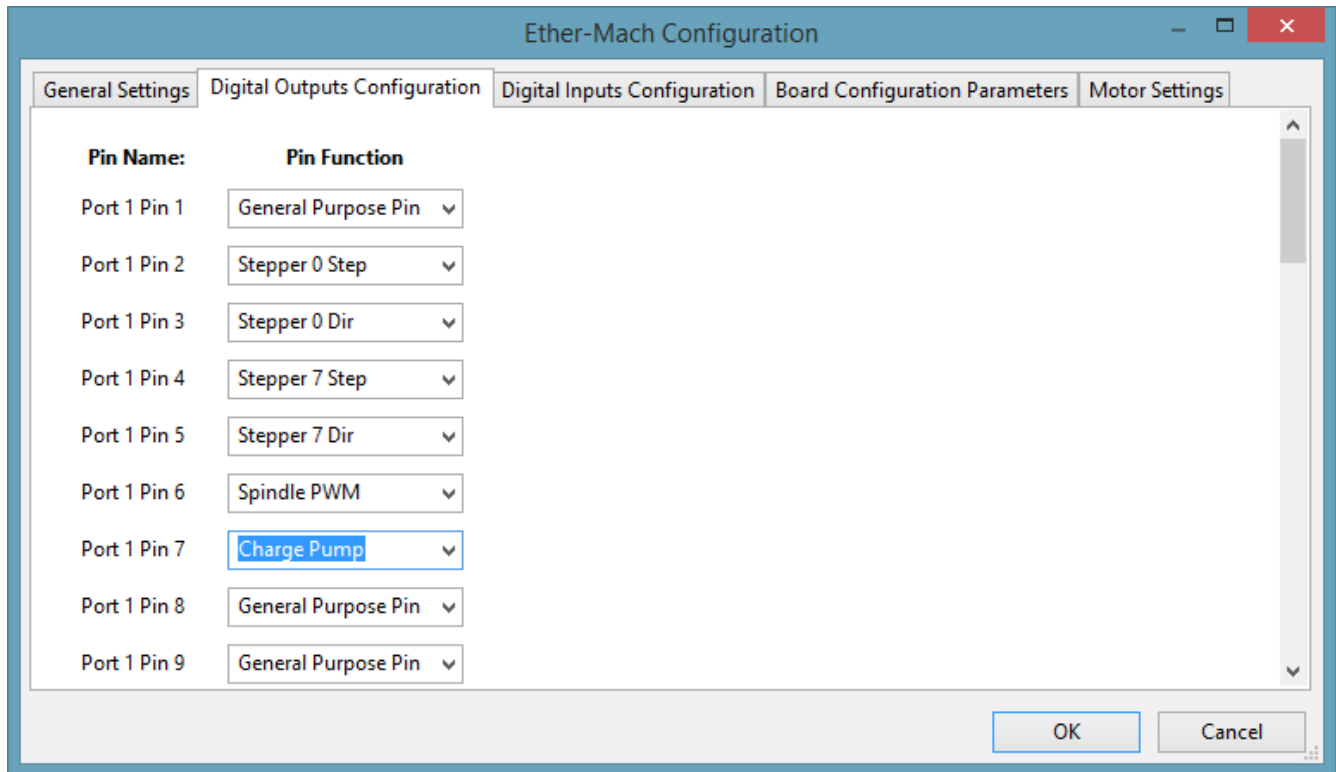 Ether-Mach Configuration
General Settings Digital Outputs Configuration Digital Inputs Configuration Board Configuration Parameters Motor Settings
Pin Name: Pin Function
Port 1 Pin 1 General Purpose Pin
Port 1 Pin 2 Stepper 0 Step
Port 1 Pin 3 Stepper 0 Dir
Port 1 Pin 4 Stepper 7 Step
Port 1 Pin 5 Stepper 7 Dir
Port 1 Pin 6 Spindle PWM
Port 1 Pin 7 Charge Pump
Port 1 Pin 8 General Purpose Pin
Port 1 Pin 9 General Purpose Pin
OK Cancel